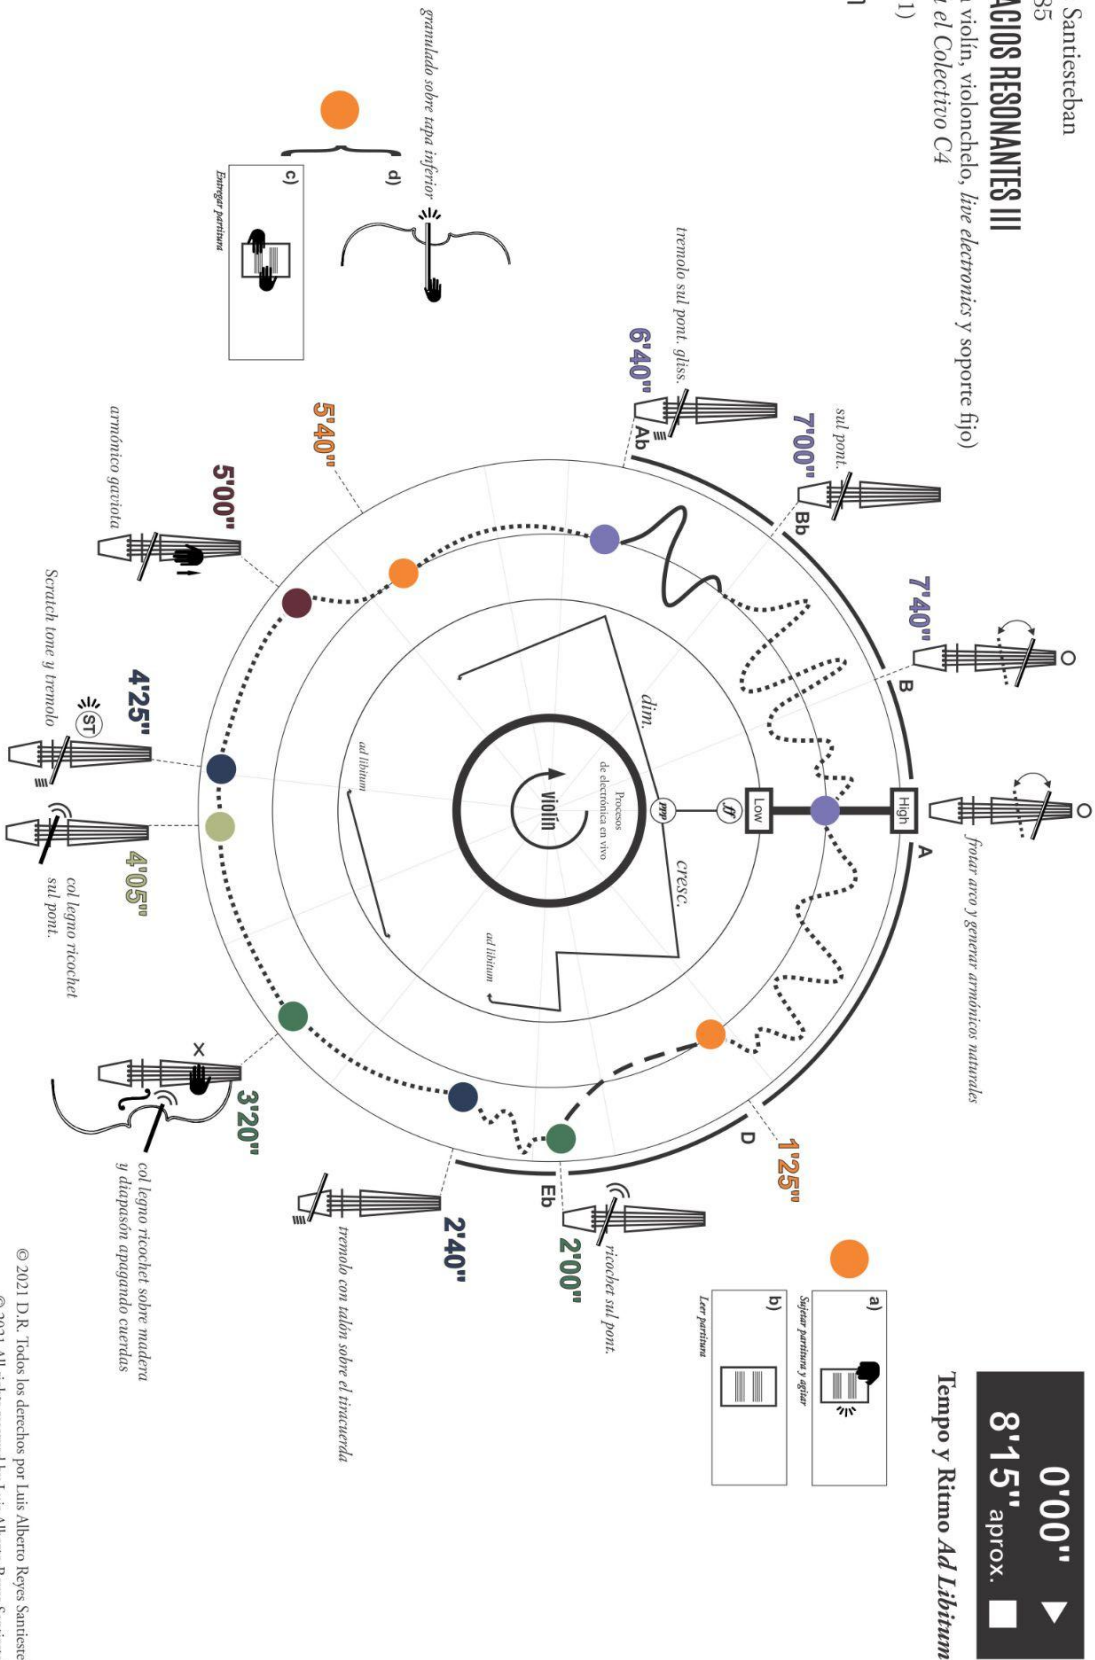 Santiesteban
ACIOS RESONANTES III
violín, violonchelo, live electronics y soporte fijo)
el Colectivo C4
0'00"
8'15" aprox.
Tempo y Ritmo Ad Libitum
frotar arco y generar armónicos naturales
A
High
Low
ff
ppp
cresc.
dim.
Procesos
de electrónica en vivo
violín
ad libitum
ad libitum
1'25"
D
a)
Sujetar partitura y agitar
b)
Leer partitura
2'00"
Eb
ricochet sul pont.
2'40"
tremolo con talón sobre el tiracuerda
3'20"
X
col legno ricochet sobre madera
y diapasón apagando cuerdas
4'05"
col legno ricochet
sul pont.
4'25"
ST
Scratch tone y tremolo
5'00"
armónico gaviota
5'40"
granulado sobre tapa inferior
d)
c)
Entregar partitura
6'40"
Ab
tremolo sul pont. gliss.
7'00"
Bb
sul pont.
7'40"
B
© 2021 D.R. Todos los derechos por Luis Alberto Reyes Santieste